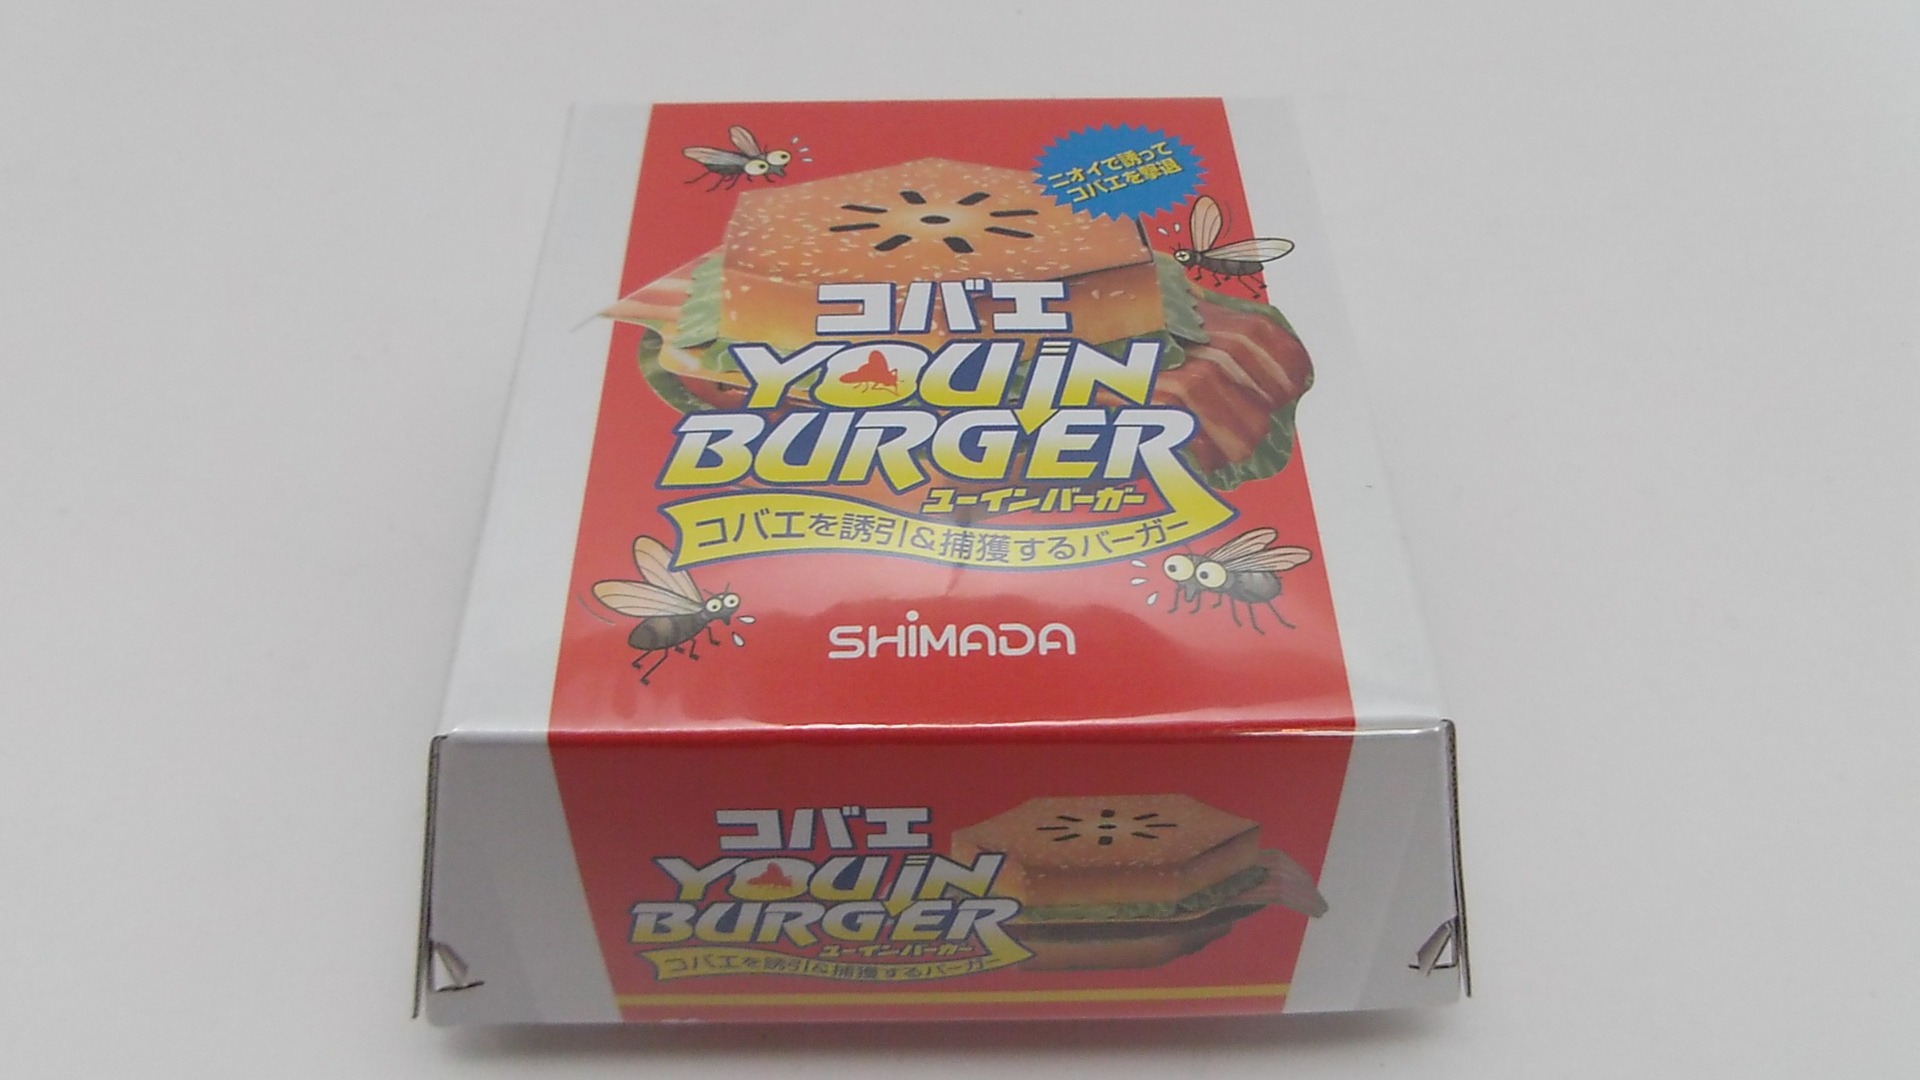 ニオイで誘って
コバエを撃退
コバエ
YOU IN
BURGER
ユーインバーガー
コバエを誘引&捕獲するバーガー
SHIMADA
コバエ
YOU IN
BURGER
ユーインバーガー
コバエを誘引&捕獲するバーガー